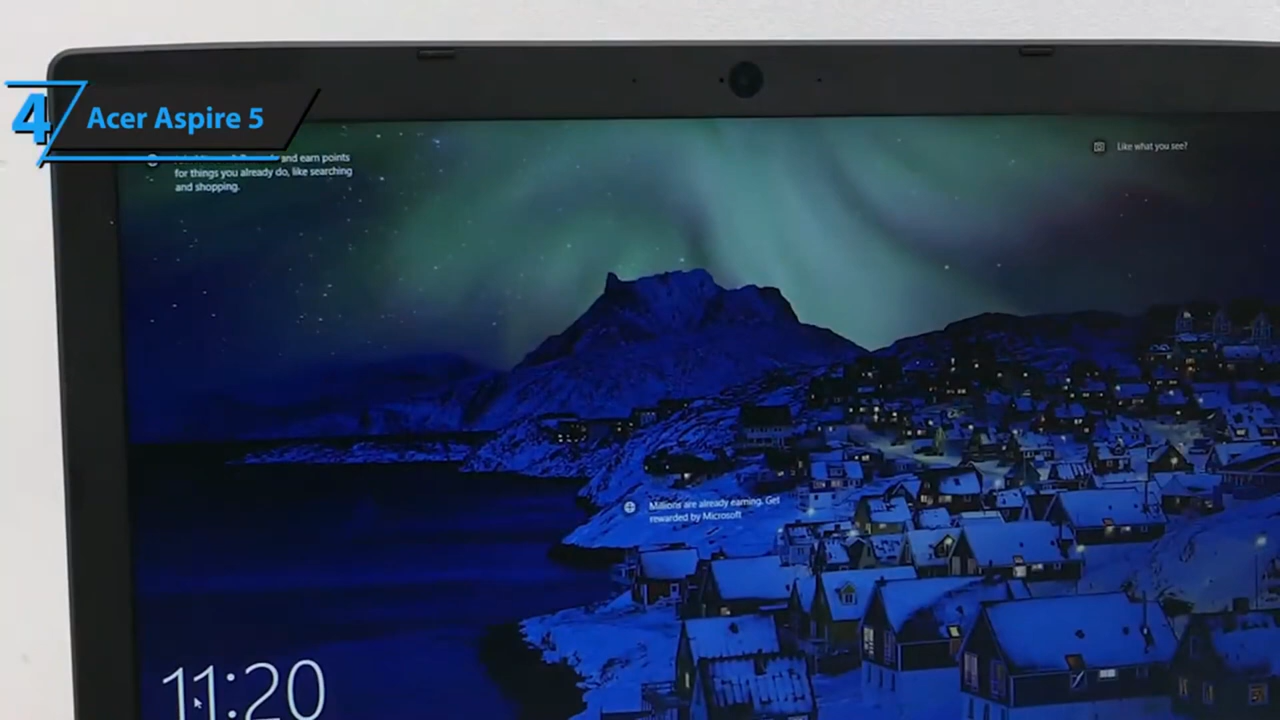 4
Acer Aspire 5
and earn points
for things you already do, like searching
and shopping.
Like what you see?
Millions are already earning. Get
rewarded by Microsoft
11:20